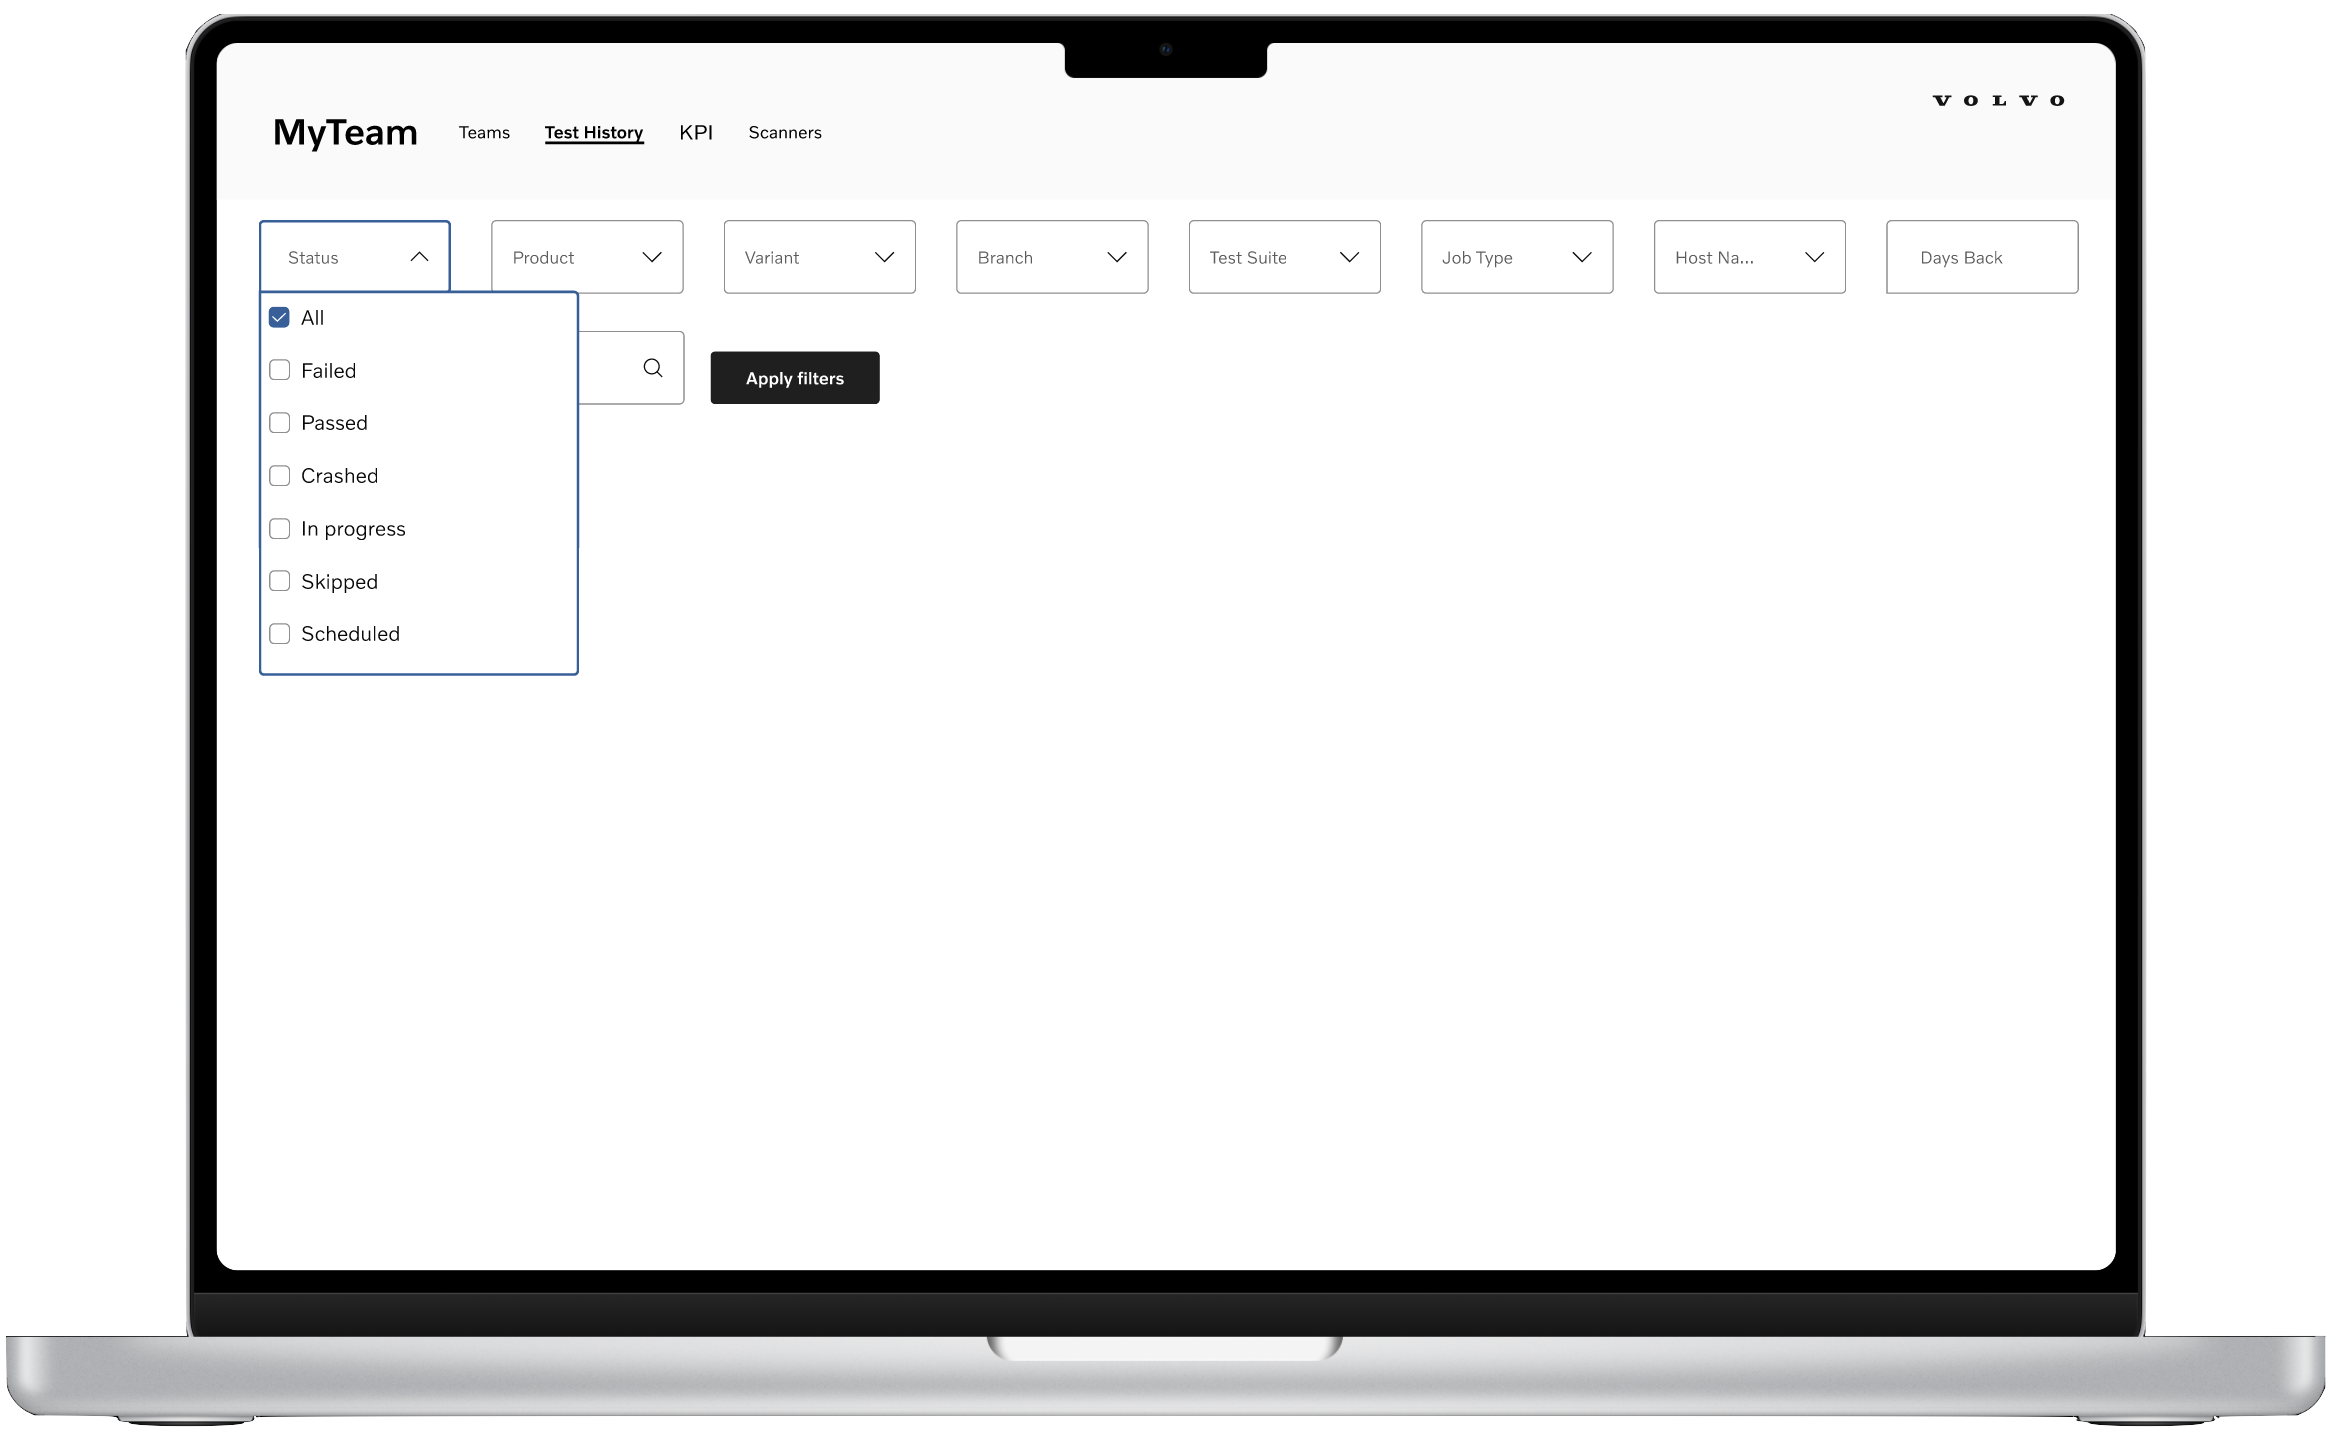 VOLVO
MyTeam Teams Test History KPI Scanners
Status Product Variant Branch Test Suite Job Type Host Na... Days Back
All
Failed
Apply filters
Passed
Crashed
In progress
Skipped
Scheduled